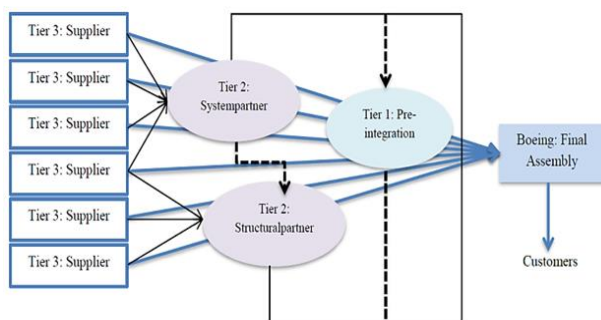 Tier 3: Supplier
Tier 3: Supplier
Tier 3: Supplier
Tier 3: Supplier
Tier 3: Supplier
Tier 3: Supplier
Tier 2:
Systempartner
Tier 2:
Structuralpartner
Tier 1: Pre-
integration
Boeing: Final
Assembly
Customers